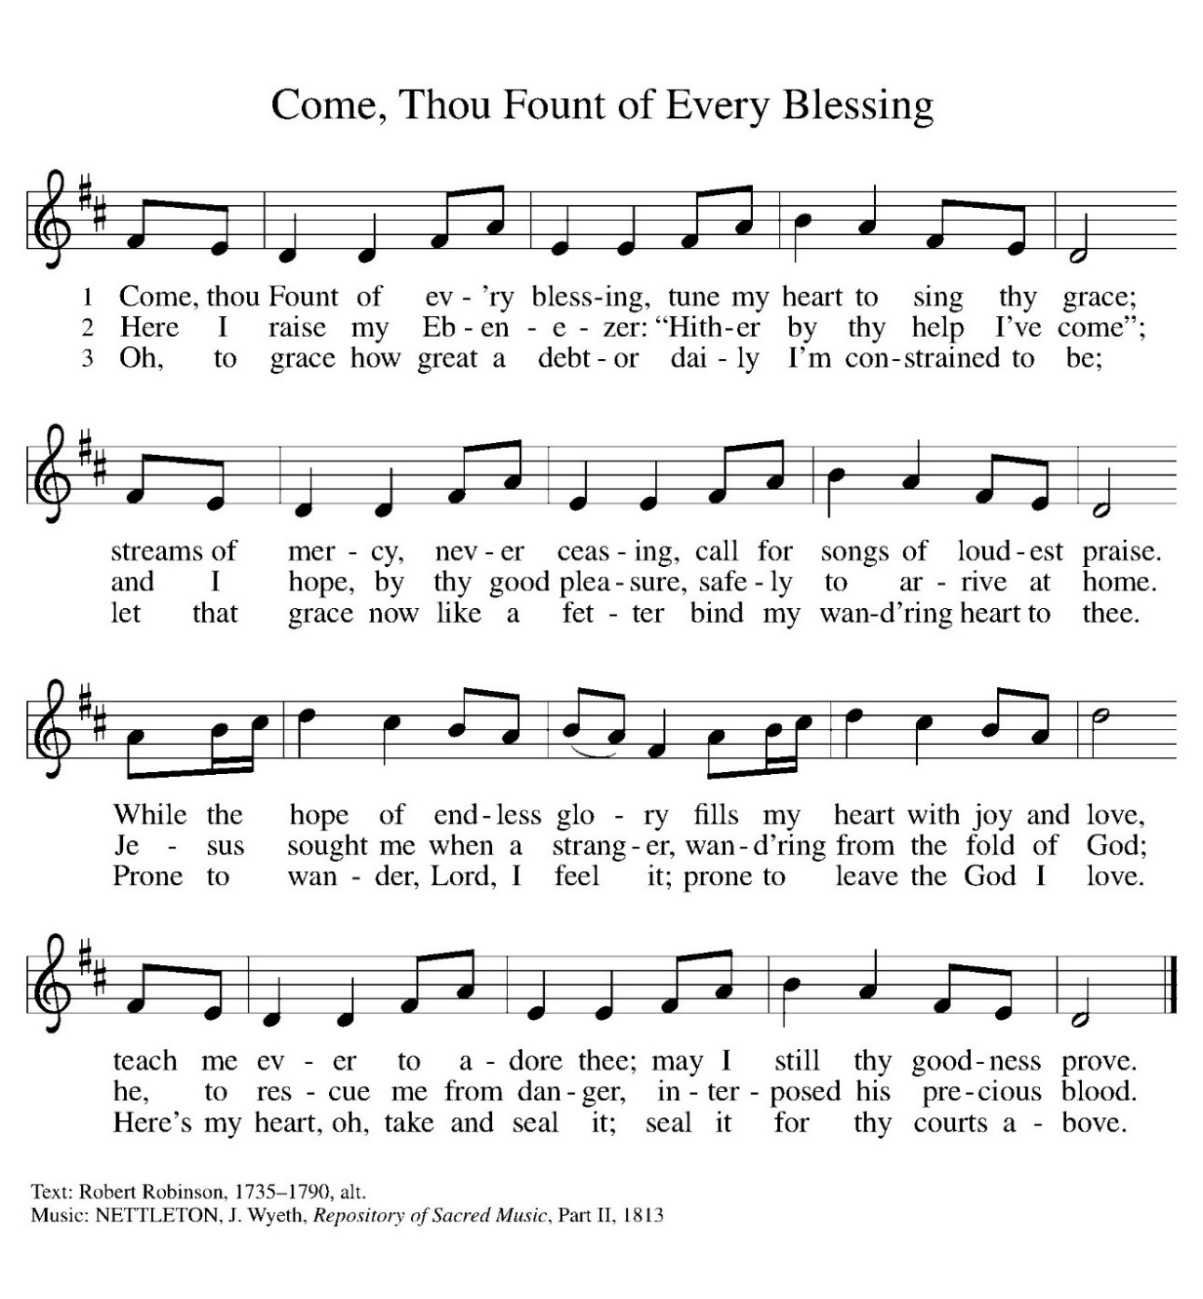 Come, Thou Fount of Every Blessing
1 Come, thou Fount of ev - 'ry bless - ing, tune my heart to sing thy grace;
2 Here I raise my Eb - en - e - zer: “Hith - er by thy help I've come”;
3 Oh, to grace how great a debt - or dai - ly I'm con - strained to be;
streams of mer - cy, nev - er ceas - ing, call for songs of loud - est praise.
and I hope, by thy good plea - sure, safe - ly to ar - rive at home.
let that grace now like a fet - ter bind my wan - d'ring heart to thee.
While the hope of end - less glo - ry fills my heart with joy and love,
Je - sus sought me when a strang - er, wan - d'ring from the fold of God;
Prone to wan - der, Lord, I feel it; prone to leave the God I love.
teach me ev - er to a - dore thee; may I still thy good - ness prove.
he, to res - cue me from dan - ger, in - ter - posed his pre - cious blood.
Here's my heart, oh, take and seal it; seal it for thy courts a - bove.
Text: Robert Robinson, 1735–1790, alt.
Music: NETTLETON, J. Wyeth, Repository of Sacred Music, Part II, 1813